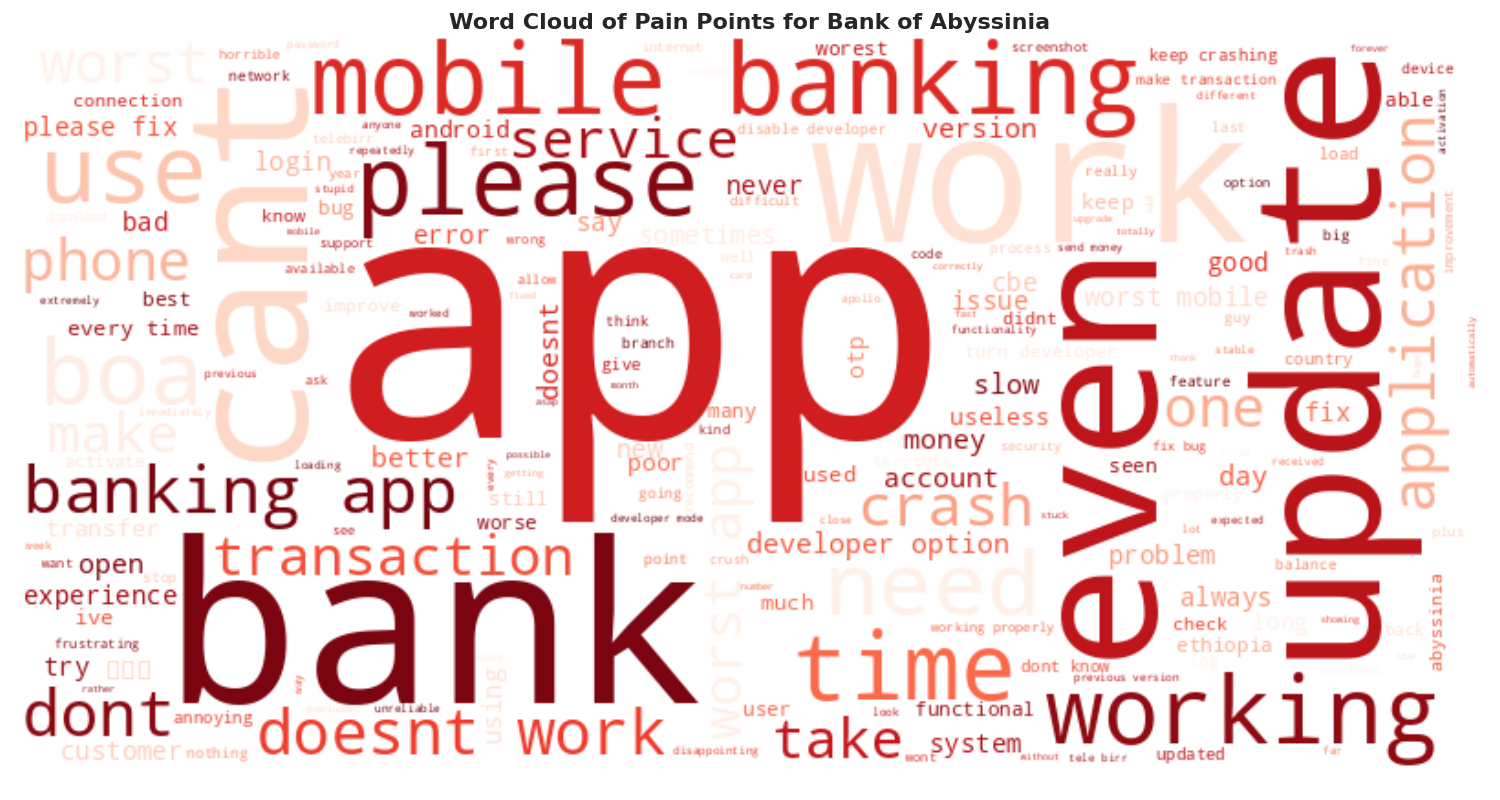 Word Cloud of Pain Points for Bank of Abyssinia
worst
horrible
password
network
mobile banking
internet
worest
screenshot
keep crashing
forever
device
make transaction
different
able
connection
please fix
cant
anyone
telebirr
android
service
disable developer
version
last
update
activation
use
login
repeatedly
first
please
never
work
really
load
application
year
stupid
bug
know
mobile
say
difficult
keep
option
download
bad
support
error
wrong
sometimes
upgrade
old
totally
big
improvement
phone
available
app
well
card
code
process
send money
correctly
trash
good
fine
extremely
best
improve
worked
allow
fixed
apollo
cbe
issue
didnt
fast
functionality
even
worst mobile
guy
every time
doesnt
think
branch
give
month
otp
turn developer
stable
country
thank
automatically
boa
previous
ask
asap
slow
feature
huge
make
immediately
many
kind
useless
one
fix
activate
loading
better
every
possible
getting
new
poor
recommend
money
security
fix bug
received
banking app
still
going
used
terrible
account
seen
day
transfer
see
worse
developer mode
worst app
close
crash
stuck
property
lot
expected
plus
week
want
open
stop
transaction
point
crush
developer option
problem
balance
experience
bank
number
need
always
ive
much
working properly
check
long
showing
back
abyssinia
frustrating
ethiopia
try
rather
time
dont know
log
previous version
star
dont
annoying
way
unreliable
using
user
look
functional
working
customer
nothing
doesnt work
disappointing
take
wont
system
without
tele birr
updated
far